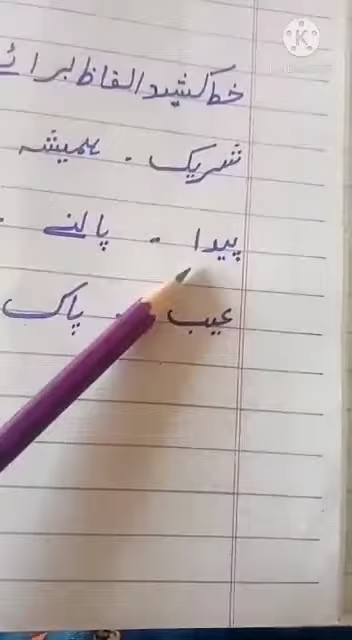 خط کشیدہ الفاظ برائے
شریک - ہمیشہ
پیدا - پالنے -
عیب - پاک